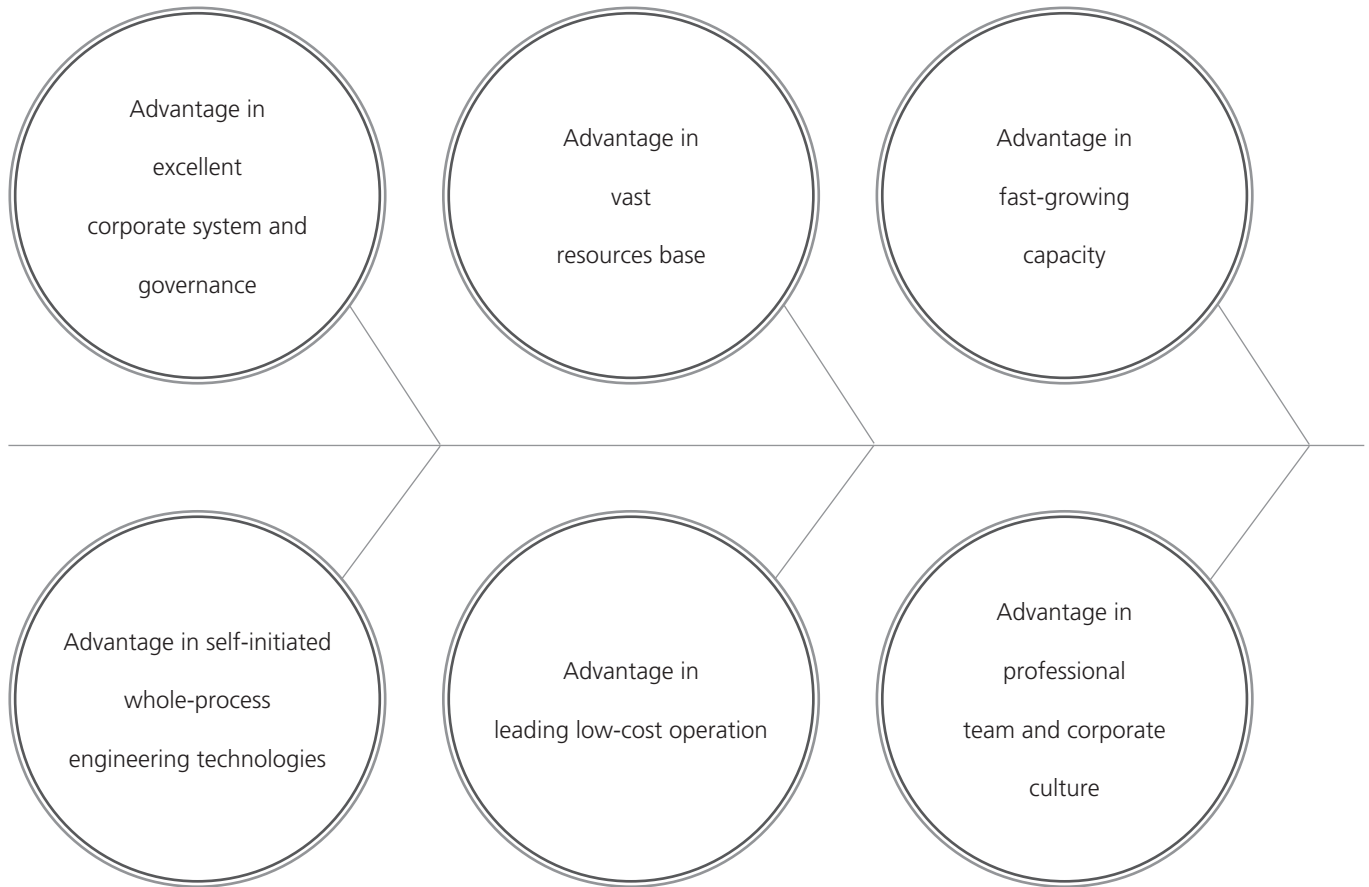 Advantage in
excellent
corporate system and
governance
Advantage in
vast
resources base
Advantage in
fast-growing
capacity
Advantage in self-initiated
whole-process
engineering technologies
Advantage in
leading low-cost operation
Advantage in
professional
team and corporate
culture